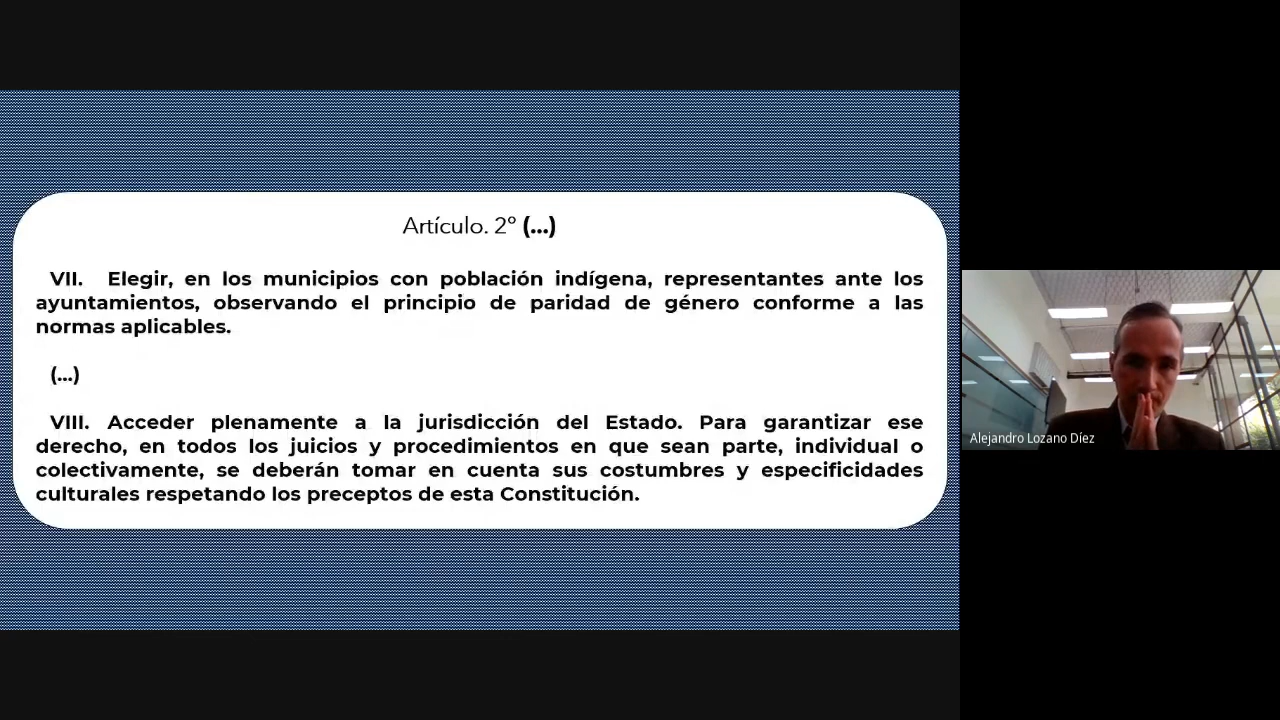 Artículo. 2º (...)
VII. Elegir, en los municipios con población indígena, representantes ante los
ayuntamientos, observando el principio de paridad de género conforme a las
normas aplicables.
(...)
VIII. Acceder plenamente a la jurisdicción del Estado. Para garantizar ese
derecho, en todos los juicios y procedimientos en que sean parte, individual o
colectivamente, se deberán tomar en cuenta sus costumbres y especificidades
culturales respetando los preceptos de esta Constitución.
Alejandro Lozano Díez